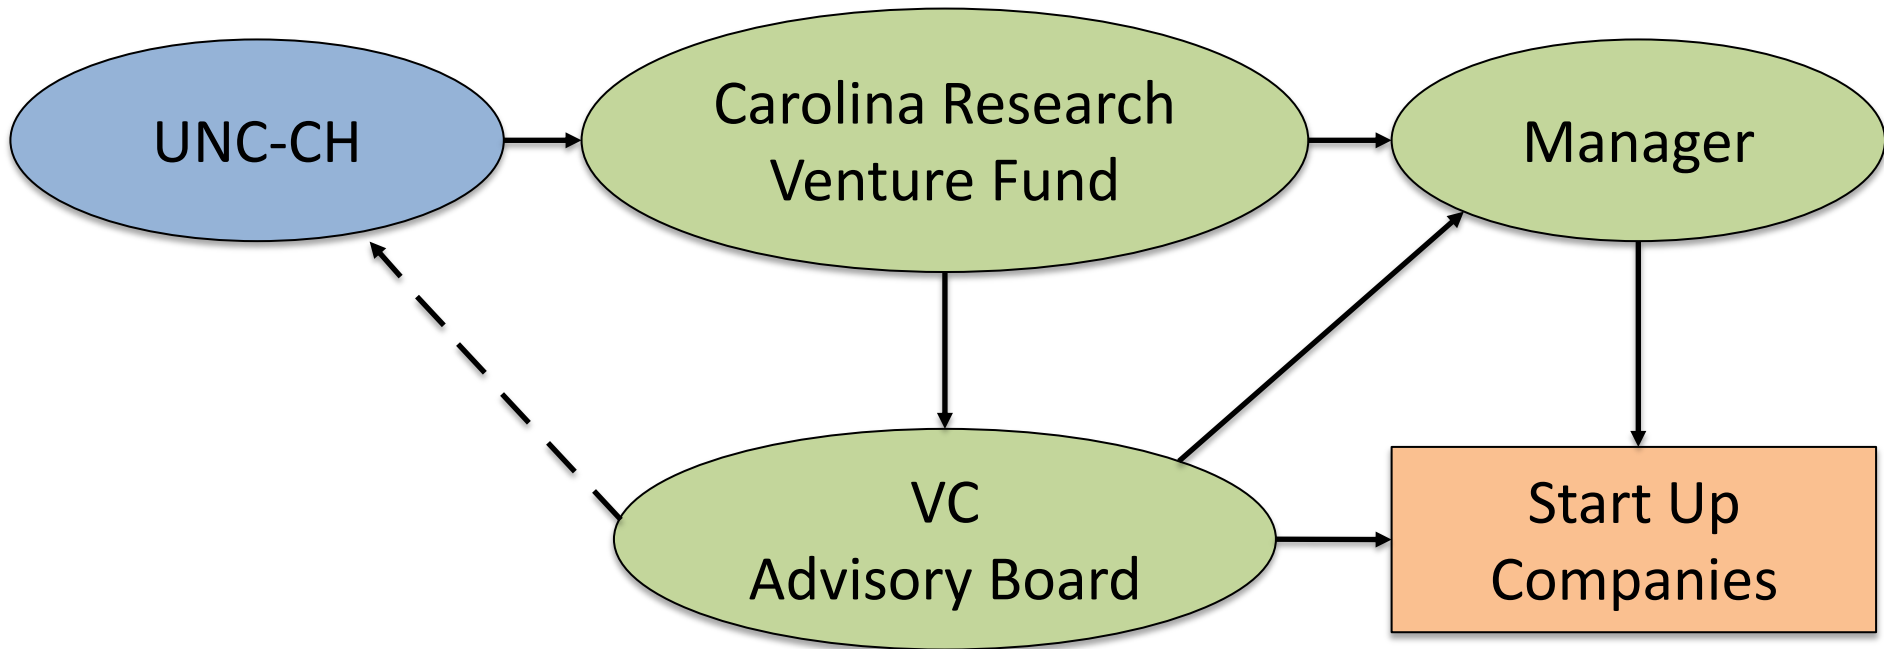 UNC-CH
Carolina Research
Venture Fund
Manager
VC
Advisory Board
Start Up
Companies